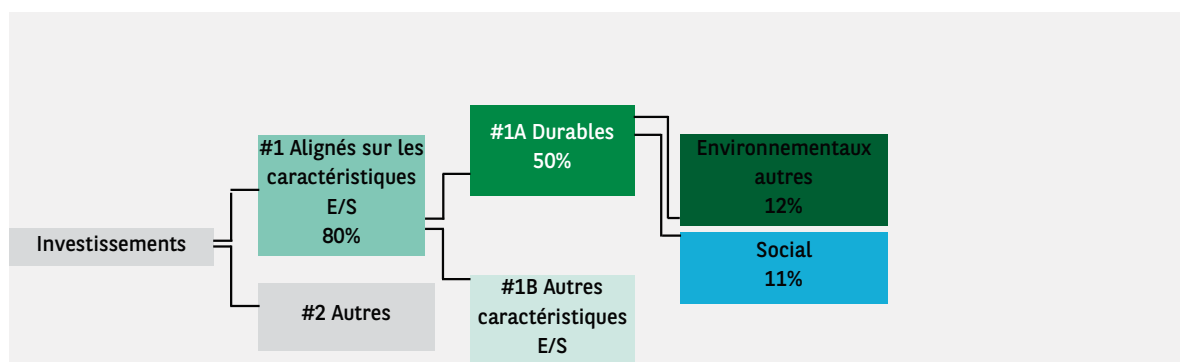 Investissements
#1 Alignés sur les
caractéristiques
E/S
80%
#2 Autres
#1A Durables
50%
#1B Autres
caractéristiques
E/S
Environnementaux
autres
12%
Social
11%